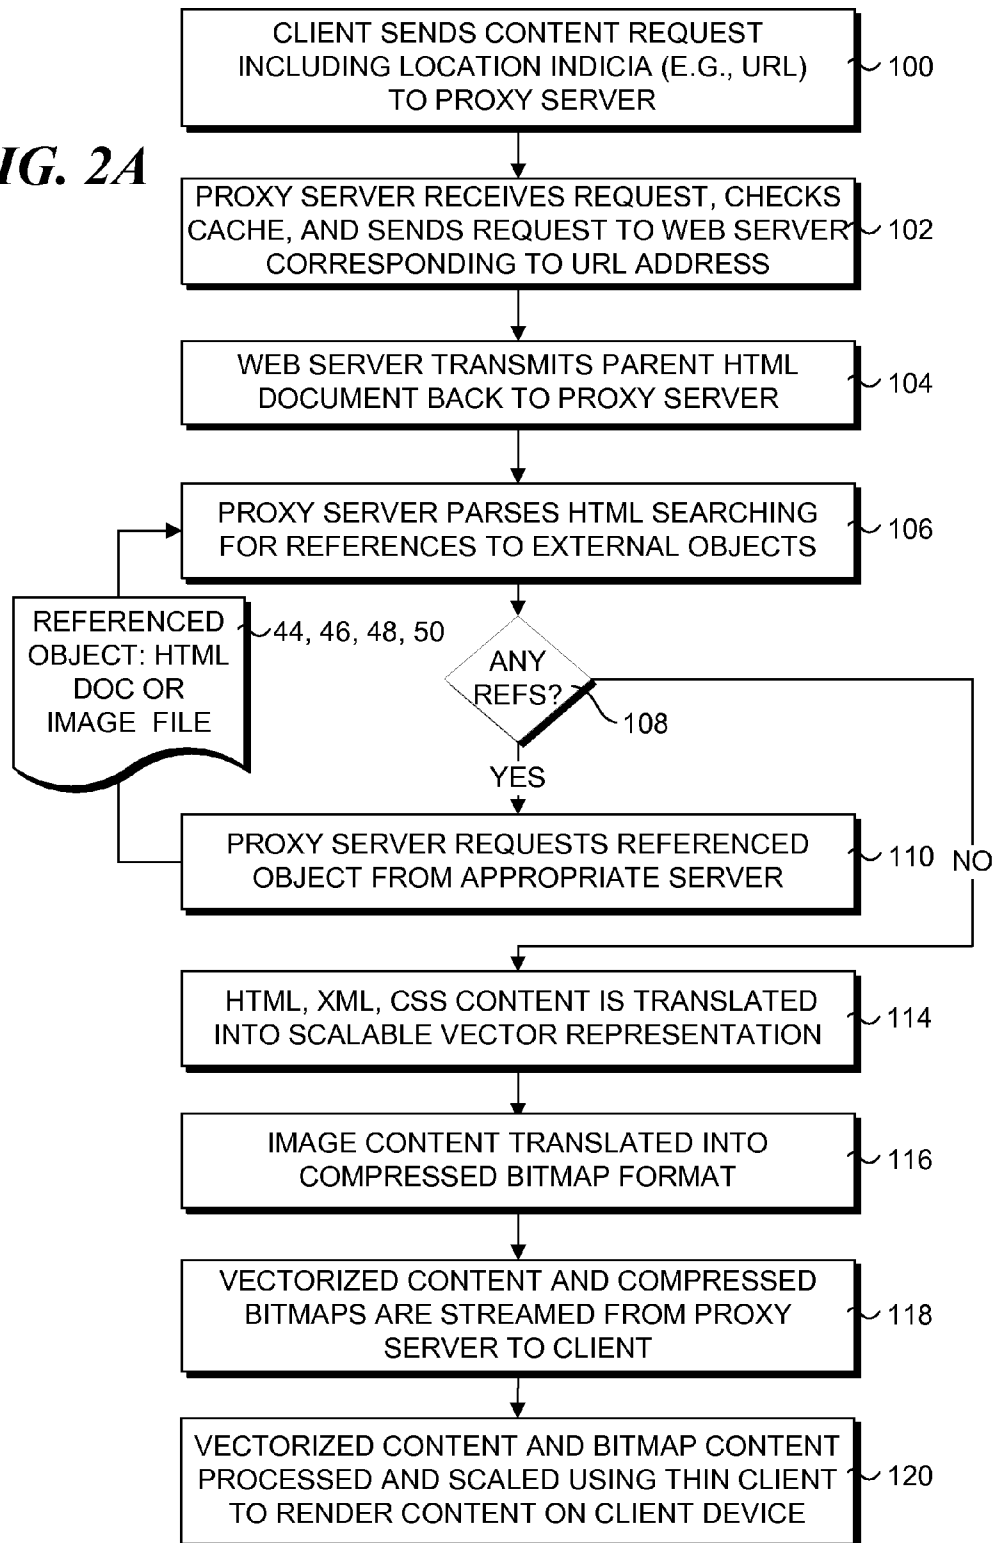 CLIENT SENDS CONTENT REQUEST
INCLUDING LOCATION INDICIA (E.G., URL)
TO PROXY SERVER
100
IG. 2A
PROXY SERVER RECEIVES REQUEST, CHECKS
CACHE, AND SENDS REQUEST TO WEB SERVER
CORRESPONDING TO URL ADDRESS
102
WEB SERVER TRANSMITS PARENT HTML
DOCUMENT BACK TO PROXY SERVER
104
PROXY SERVER PARSES HTML SEARCHING
FOR REFERENCES TO EXTERNAL OBJECTS
106
REFERENCED
OBJECT: HTML
DOC OR
IMAGE FILE
44, 46, 48, 50
ANY
REFS?
108
YES
PROXY SERVER REQUESTS REFERENCED
OBJECT FROM APPROPRIATE SERVER
110
NO
HTML, XML, CSS CONTENT IS TRANSLATED
INTO SCALABLE VECTOR REPRESENTATION
114
IMAGE CONTENT TRANSLATED INTO
COMPRESSED BITMAP FORMAT
116
VECTORIZED CONTENT AND COMPRESSED
BITMAPS ARE STREAMED FROM PROXY
SERVER TO CLIENT
118
VECTORIZED CONTENT AND BITMAP CONTENT
PROCESSED AND SCALED USING THIN CLIENT
TO RENDER CONTENT ON CLIENT DEVICE
120